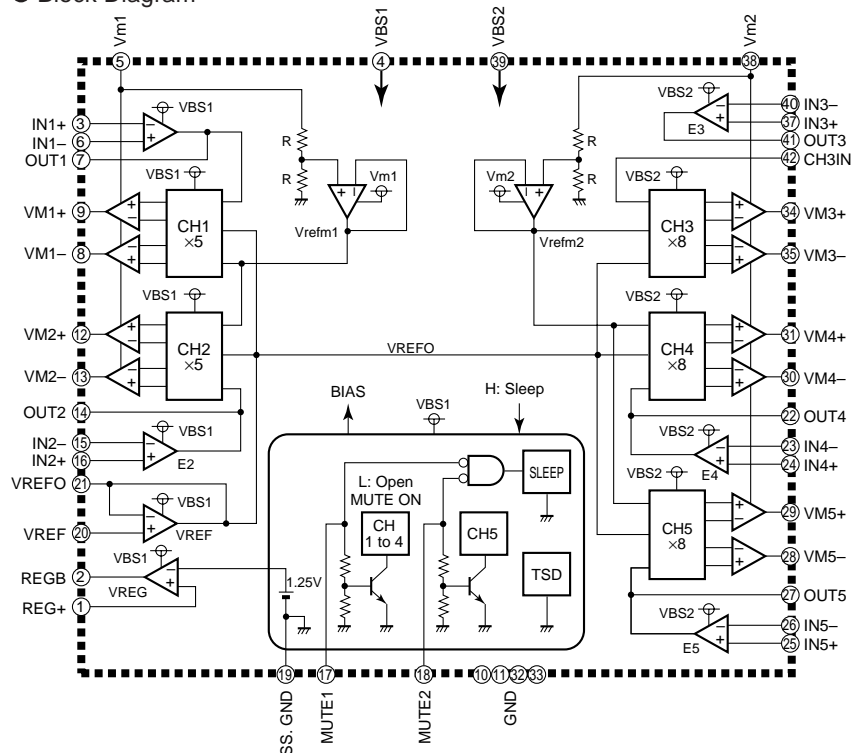 Block Diagram
Vm1
VBS1
VBS2
Vm2
5
4
39
38
IN1+ 3
IN1– 6
OUT1 7
VBS1
VBS1
VM1+ 9
VM1– 8
CH1
×5
VBS1
VM2+ 12
VM2– 13
CH2
×5
OUT2 14
IN2– 15
IN2+ 16
VBS1
E2
VREFO 21
VREF 20
VBS1
VREF
REGB 2
REG+ 1
VBS1
VREG
R
R
Vm1
Vrefm1
R
R
Vm2
Vrefm2
VREFO
BIAS
VBS1
H: Sleep
L: Open
MUTE ON
CH
1 to 4
CH5
SLEEP
TSD
1.25V
VBS2
E3
40 IN3–
37 IN3+
41 OUT3
42 CH3IN
VBS2
CH3
×8
34 VM3+
35 VM3–
VBS2
CH4
×8
31 VM4+
30 VM4–
22 OUT4
VBS2
E4
23 IN4–
24 IN4+
VBS2
CH5
×8
29 VM5+
28 VM5–
27 OUT5
VBS2
E5
26 IN5–
25 IN5+
19
17
18
10 11 32 33
SS. GND
MUTE1
MUTE2
GND